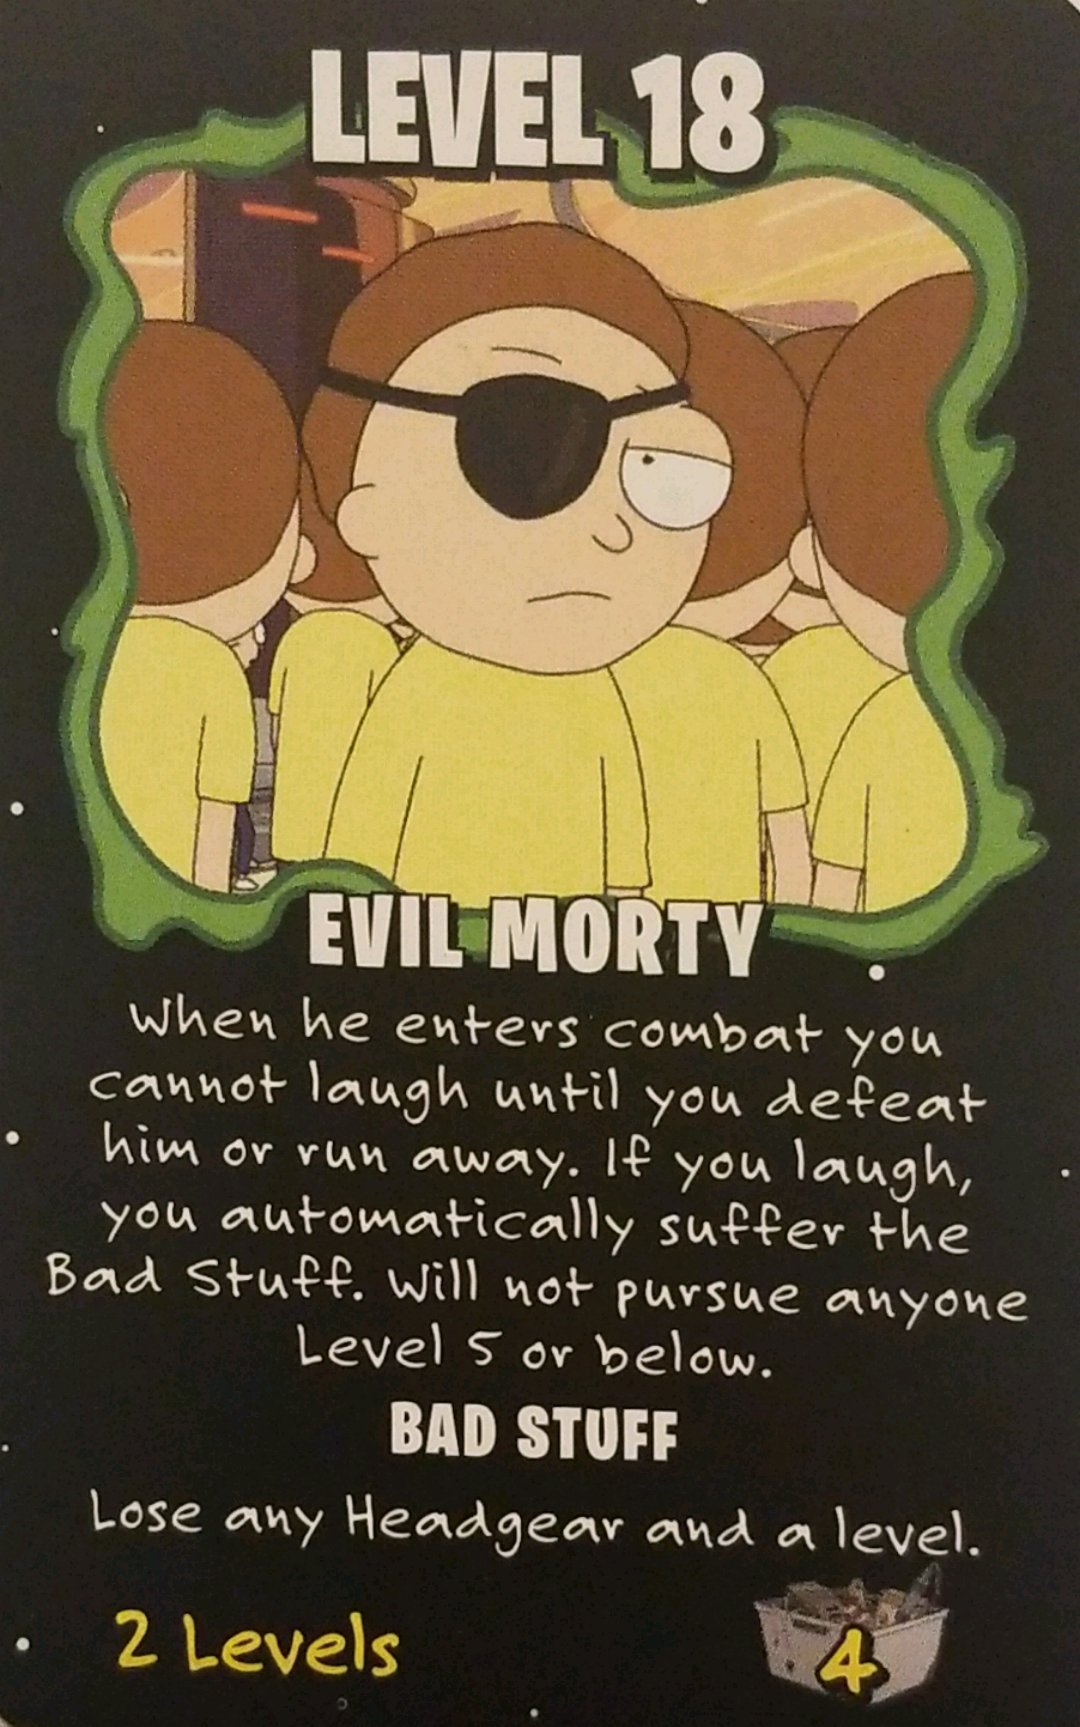 LEVEL 18
EVIL MORTY
When he enters combat you
cannot laugh until you defeat
him or run away. If you laugh,
you automatically suffer the
Bad Stuff. Will not pursue anyone
Level 5 or below.
BAD STUFF
Lose any Headgear and a level.
2 Levels
4